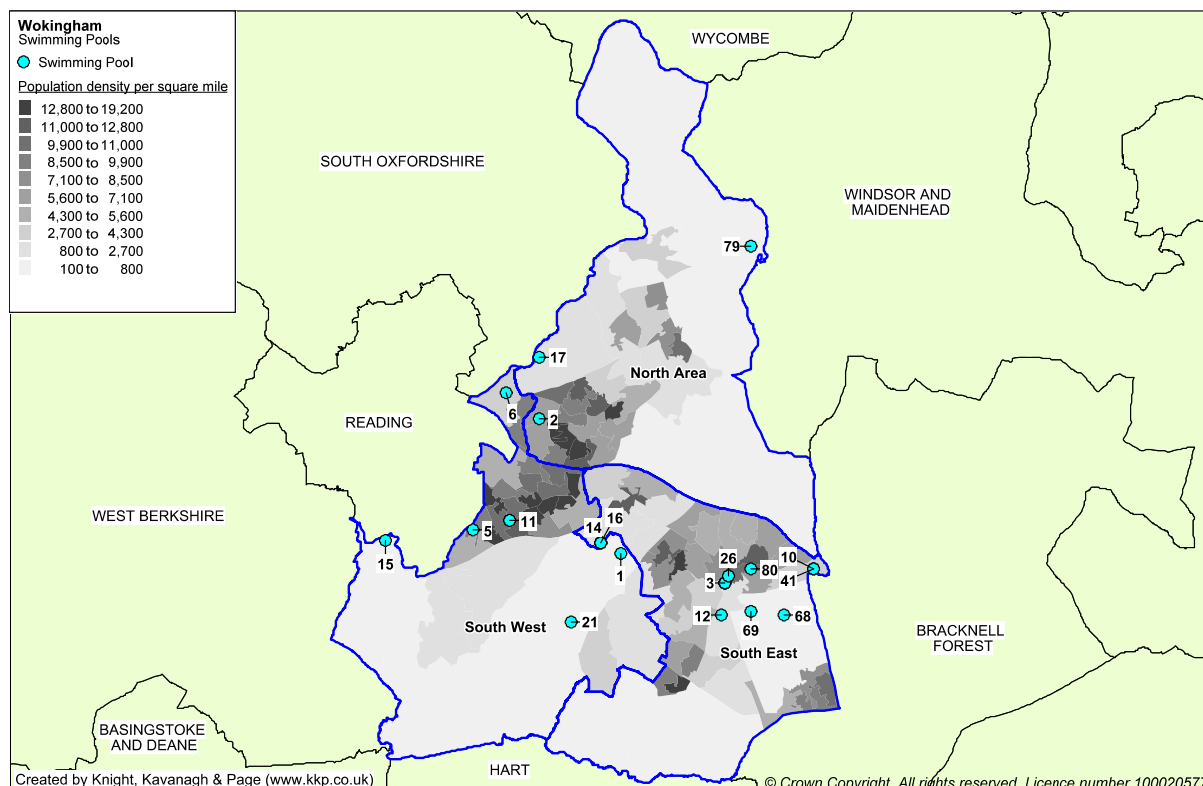 Wokingham
Swimming Pools
Swimming Pool
Population density per square mile
12,800 to 19,200
11,000 to 12,800
9,900 to 11,000
8,500 to 9,900
7,100 to 8,500
5,600 to 7,100
4,300 to 5,600
2,700 to 4,300
800 to 2,700
100 to 800
WYCOMBE
SOUTH OXFORDSHIRE
WINDSOR AND
MAIDENHEAD
79
17
North Area
6
2
READING
WEST BERKSHIRE
11
5
14
16
15
1
10
26
80
3
41
12
69
68
21
South West
South East
BRACKNELL
FOREST
BASINGSTOKE
AND DEANE
HART
Created by Knight, Kavanagh & Page (www.kkp.co.uk)
© Crown Copyright. All rights reserved. Licence number 100020577